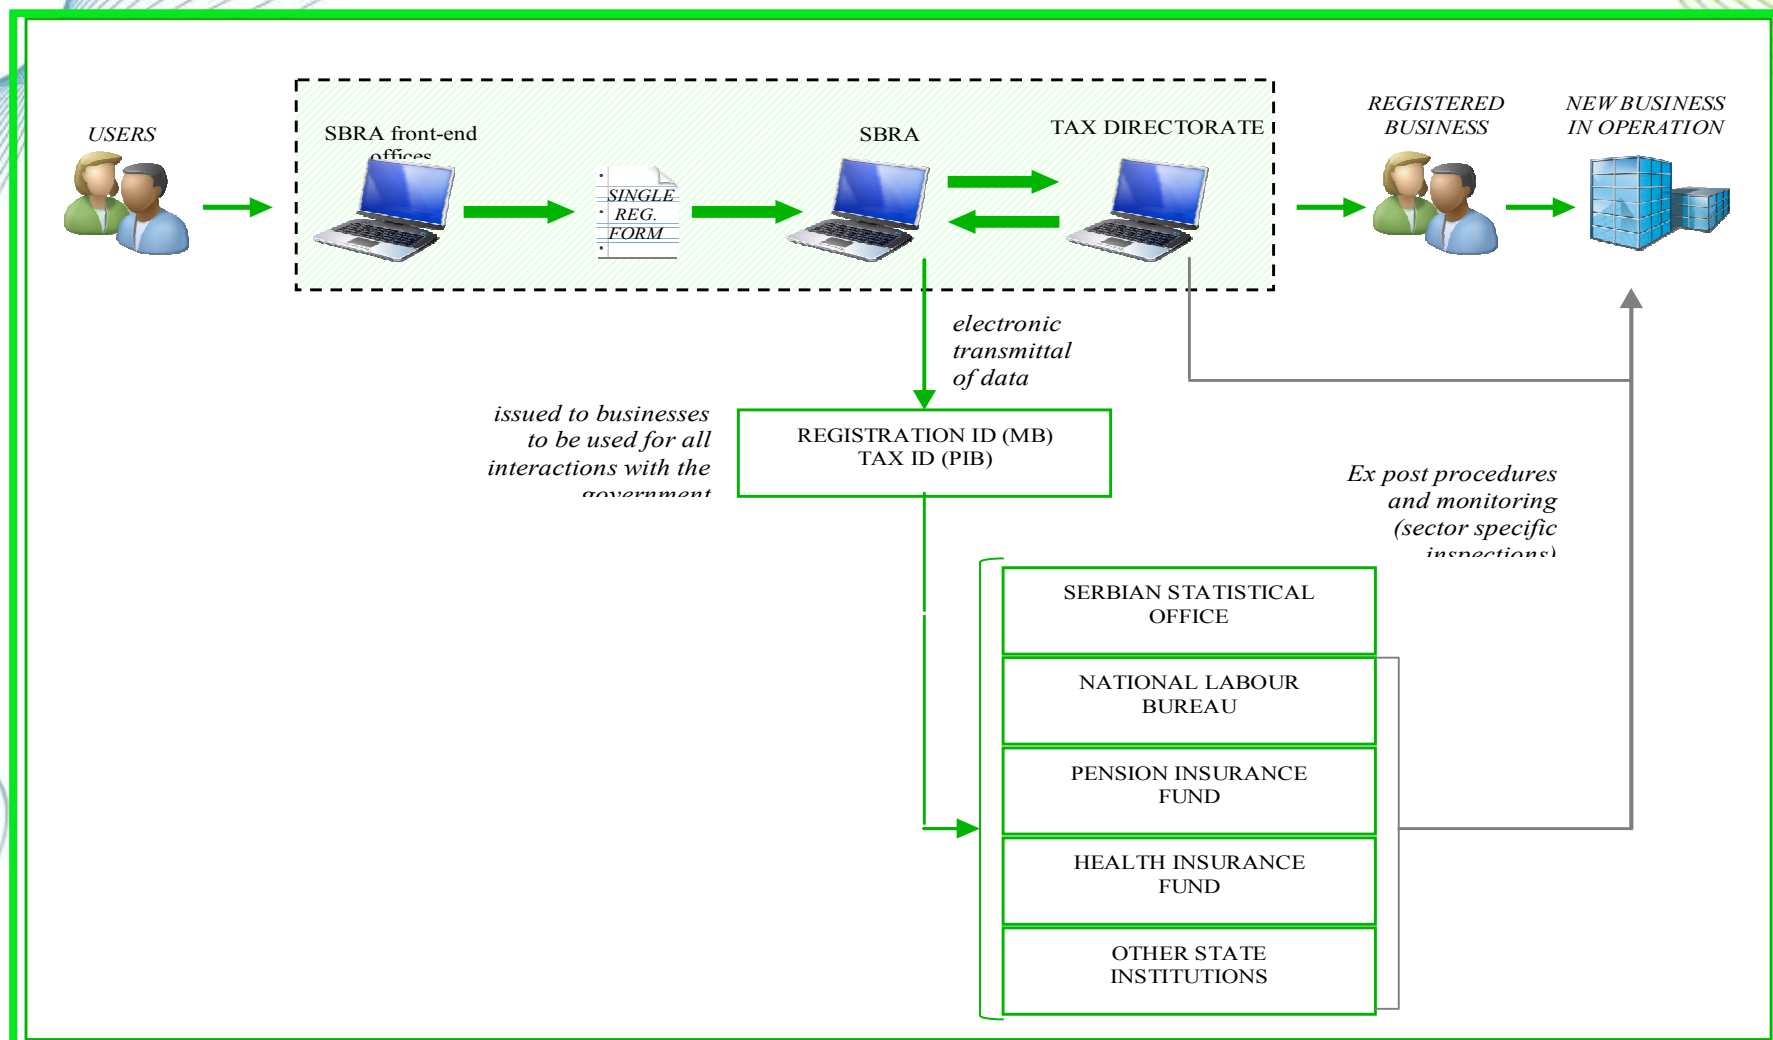 USERS
SBRA front-end
offices
SINGLE
REG.
FORM
SBRA
TAX DIRECTORATE
REGISTERED
BUSINESS
NEW BUSINESS
IN OPERATION
electronic
transmittal
of data
issued to businesses
to be used for all
interactions with the
government
REGISTRATION ID (MB)
TAX ID (PIB)
Ex post procedures
and monitoring
(sector specific
inspections)
SERBIAN STATISTICAL
OFFICE
NATIONAL LABOUR
BUREAU
PENSION INSURANCE
FUND
HEALTH INSURANCE
FUND
OTHER STATE
INSTITUTIONS